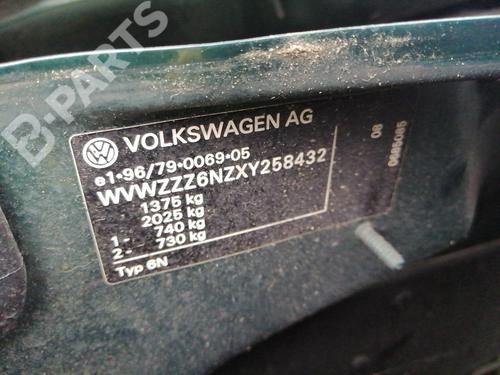 B-PARTS
VOLKSWAGEN AG
e1*96/79*0069*05
WVWZZZ6NZXY258432
1375 kg
2025 kg
1- 740 kg
2- 730 kg
Typ 6N
08